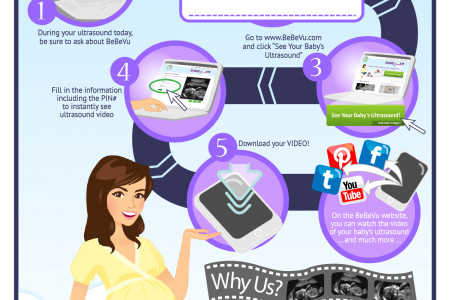 1
During your ultrasound today,
be sure to ask about BeBeVu
Go to www.BeBeVu.com
and click "See Your Baby's
Ultrasound"
3
See Your Baby's Ultrasound!
4
Fill in the information
including the PIN#
to instantly see
ultrasound video
5
Download your VIDEO!
You
Tube
On the BeBeVu website,
you can watch the video
of your baby's ultrasound
... and much more ...
Why Us?